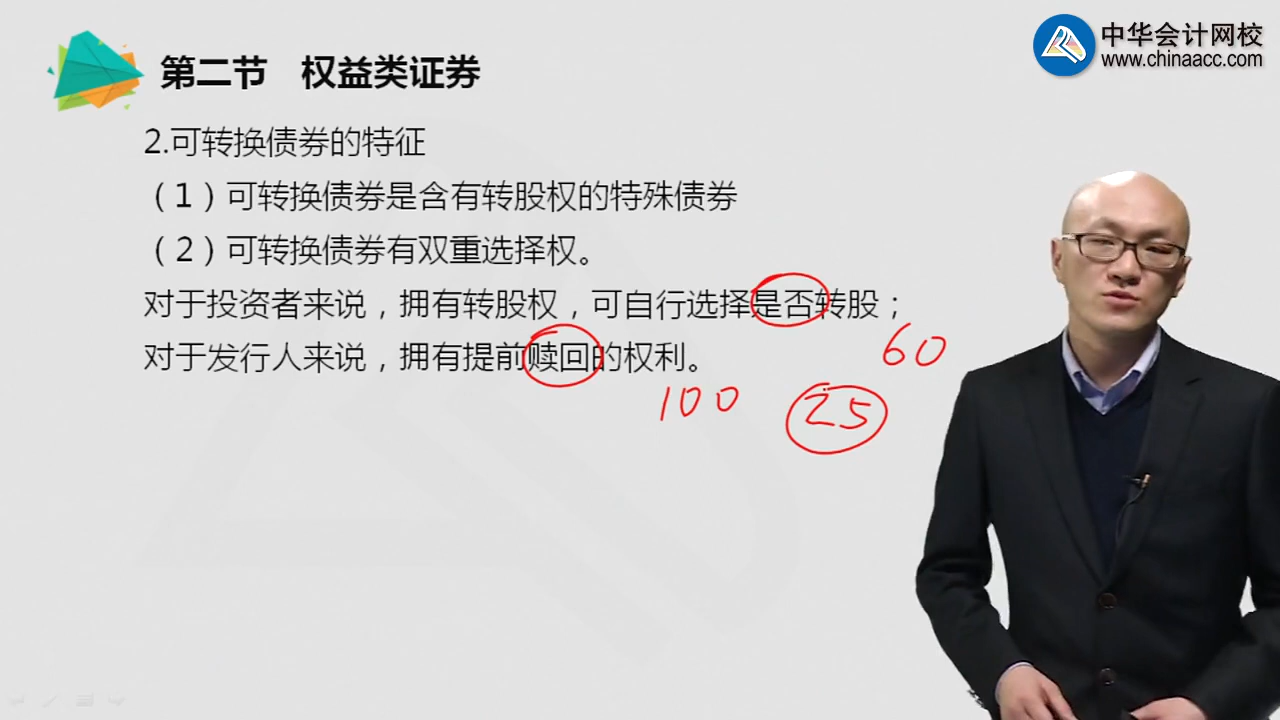 中华会计网校
www.chinaacc.com
第二节 权益类证券
2.可转换债券的特征
（1）可转换债券是含有转股权的特殊债券
（2）可转换债券有双重选择权。
对于投资者来说，拥有转股权，可自行选择是否转股；
对于发行人来说，拥有提前赎回的权利。
60
100 25